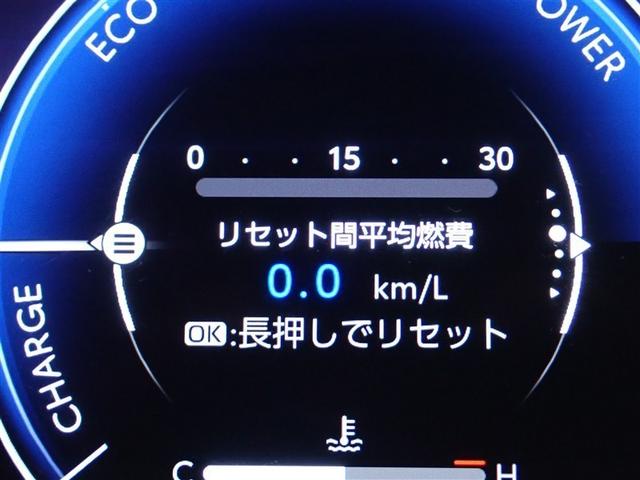 ECO
POWER
0 · · 15 · · 30
リセット間平均燃費
0.0 km/L
OK:長押しでリセット
CHARGE
C H